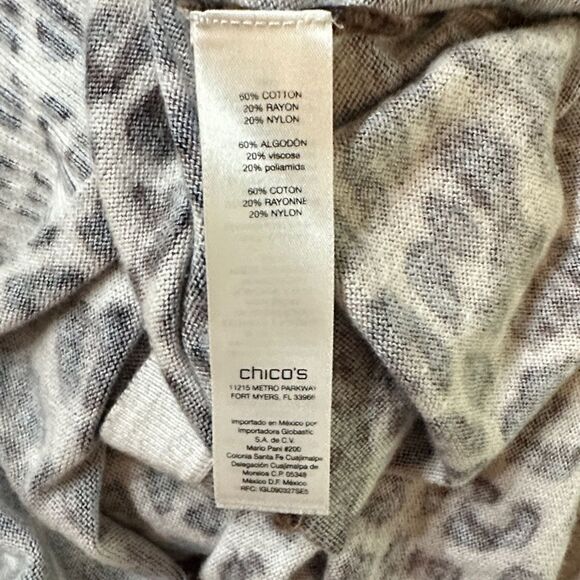 60% COTTON
20% RAYON
20% NYLON
60% ALGODÓN
20% viscosa
20% poliamida
60% COTON
20% RAYONNE
20% NYLON
chico's
11215 METRO PARKWAY
FORT MYERS, FL 33966
Importado en México por
Importadora Globastic
S.A. de C.V.
Mario Pani #200
Colonia Santa Fe Cuajimalpa
Delegación Cuajimalpa de
Morelos C.P. 05348
México D.F. México
RFC: IGL090327SE5